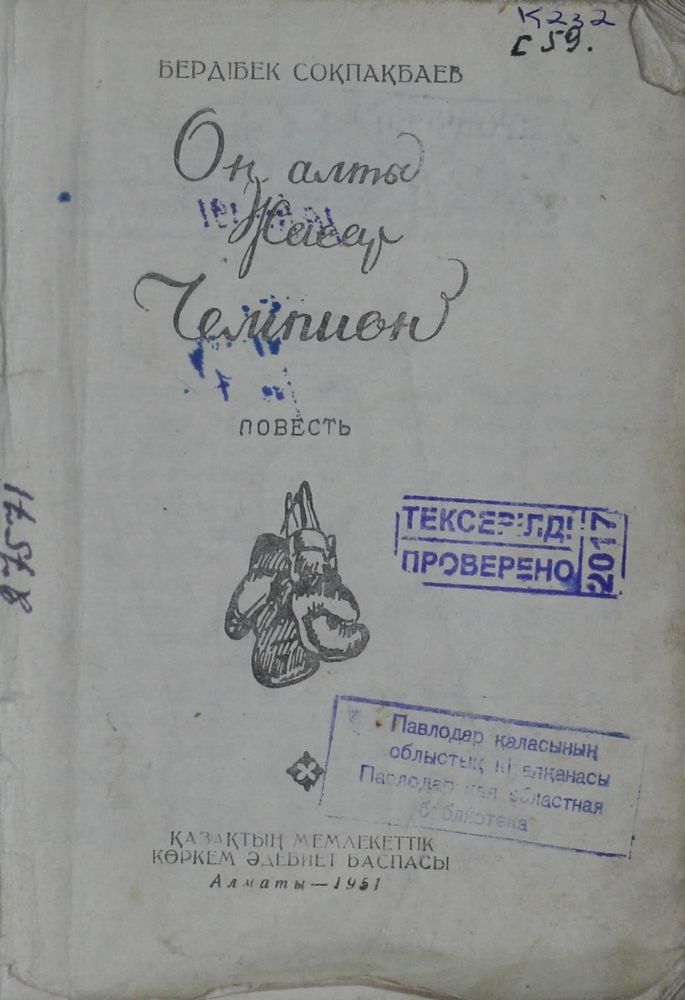 К232
С59.
БЕРДІБЕК СОҚПАҚБАЕВ
Он алты
Жасар
Чемпион
ПОВЕСТЬ
87571
ТЕКСЕРІЛДІ
ПРОВЕРЕНО
2017
Павлодар қаласының
облыстық кітапханасы
Павлодарская областная
библиотека
ҚАЗАҚТЫҢ МЕМЛЕКЕТТІК
КӨРКЕМ ӘДЕБИЕТ БАСПАСЫ
Алматы—1951